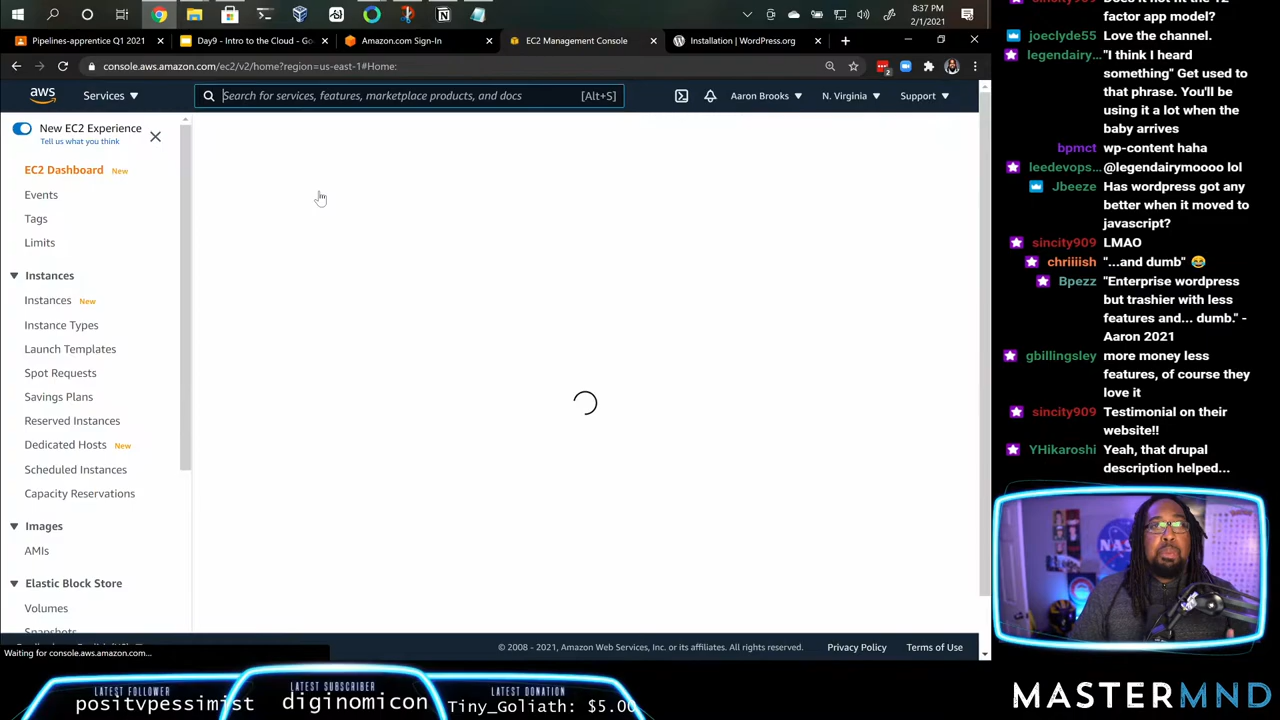 8:37 PM
2/1/2021
Pipelines-apprentice Q1 2021
Day9 - Intro to the Cloud - Go
Amazon.com Sign-In
EC2 Management Console
Installation | WordPress.org
console.aws.amazon.com/ec2/v2/home?region=us-east-1#Home:
2
aws
Services
Search for services, features, marketplace products, and docs
[Alt+S]
Aaron Brooks
N. Virginia
Support
New EC2 Experience
Tell us what you think
EC2 Dashboard New
Events
Tags
Limits
Instances
Instances New
Instance Types
Launch Templates
Spot Requests
Savings Plans
Reserved Instances
Dedicated Hosts New
Scheduled Instances
Capacity Reservations
Images
AMIs
Elastic Block Store
Volumes
Snapshots
Waiting for console.aws.amazon.com...
© 2008 - 2021, Amazon Web Services, Inc. or its affiliates. All rights reserved.
Privacy Policy
Terms of Use
factor app model?
joeclyde55 Love the channel.
legendairy... "I think I heard
something" Get used to
that phrase. You'll be
using it a lot when the
baby arrives
bpmct wp-content haha
leedevops... @legendairymoooo lol
Jbeeze Has wordpress got any
better when it moved to
javascript?
sincity909 LMAO
chriiiish "...and dumb" 😂
Bpezz "Enterprise wordpress
but trashier with less
features and... dumb." -
Aaron 2021
gbillingsley more money less
features, of course they
love it
sincity909 Testimonial on their
website!!
YHikaroshi Yeah, that drupal
description helped...
NASA
LATEST FOLLOWER
positvpessimist
LATEST SUBSCRIBER
diginomicon
LATEST DONATION
Tiny_Goliath: $5.00
MASTERMND